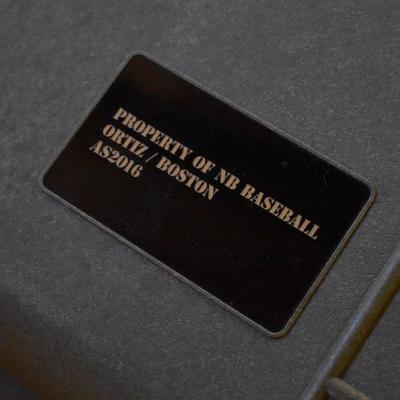 PROPERTY OF NB BASEBALL
ORTIZ / BOSTON
AS2016